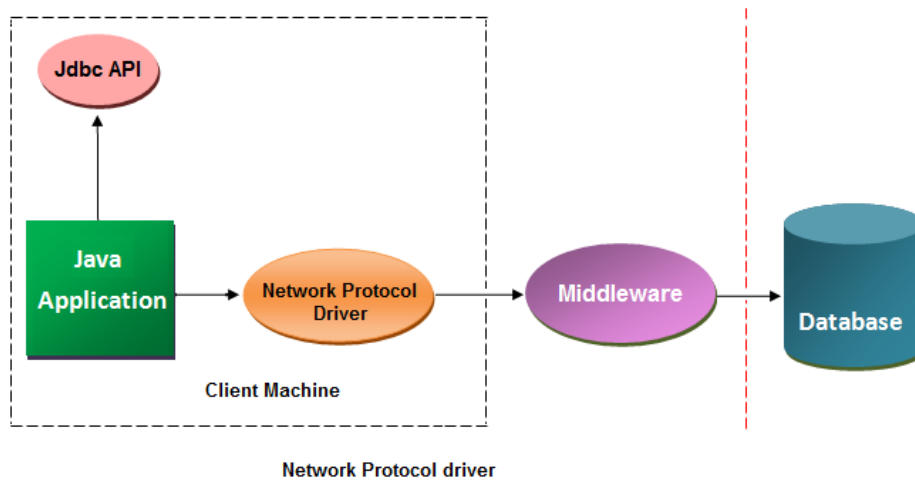 Jdbc API
Java
Application
Network Protocol
Driver
Middleware
Database
Client Machine
Network Protocol driver